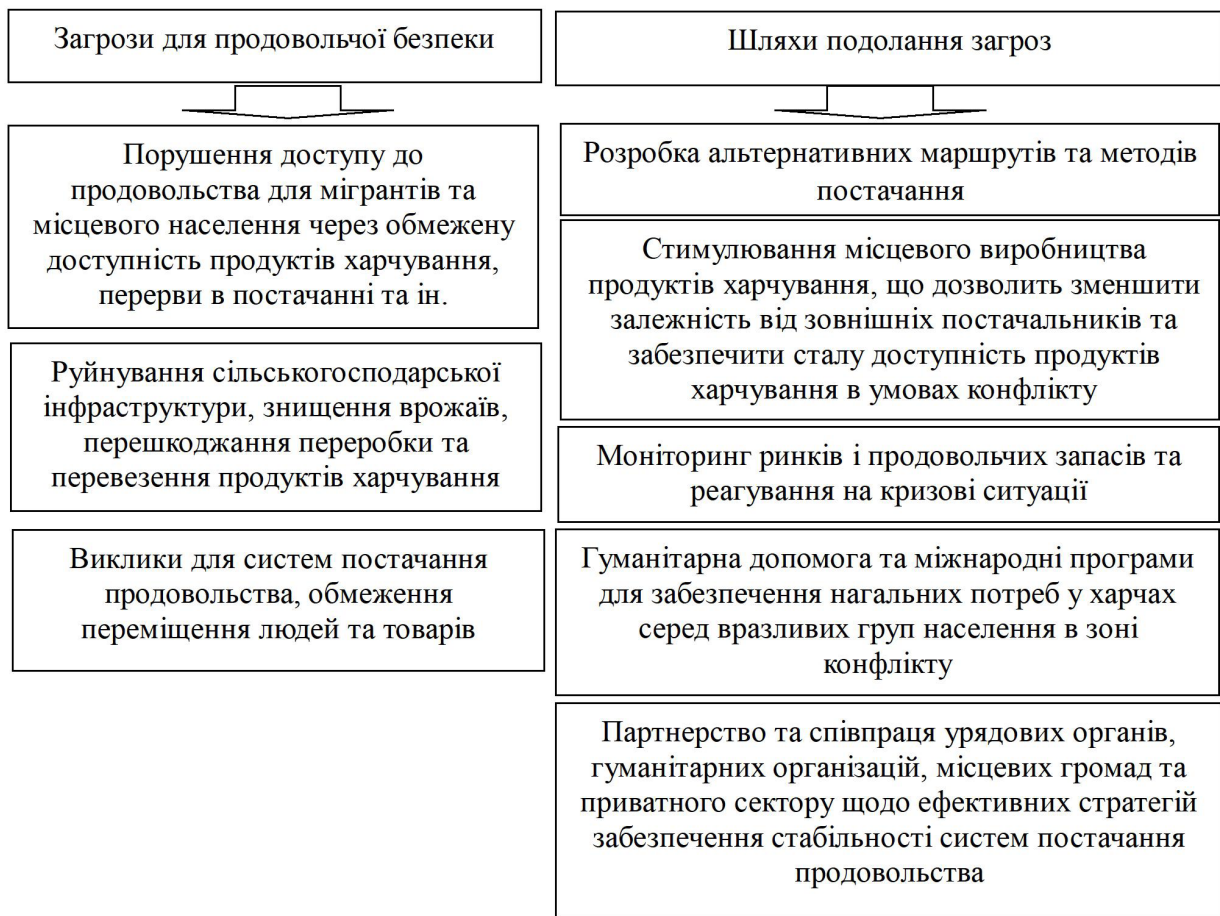 Загрози для продовольчої безпеки
Порушення доступу до
продовольства для мігрантів та
місцевого населення через обмежену
доступність продуктів харчування,
перерви в постачанні та ін.
Руйнування сільськогосподарської
інфраструктури, знищення врожаїв,
перешкоджання переробки та
перевезення продуктів харчування
Виклики для систем постачання
продовольства, обмеження
переміщення людей та товарів
Шляхи подолання загроз
Розробка альтернативних маршрутів та методів
постачання
Стимулювання місцевого виробництва
продуктів харчування, що дозволить зменшити
залежність від зовнішніх постачальників та
забезпечити сталу доступність продуктів
харчування в умовах конфлікту
Моніторинг ринків і продовольчих запасів та
реагування на кризові ситуації
Гуманітарна допомога та міжнародні програми
для забезпечення нагальних потреб у харчах
серед вразливих груп населення в зоні
конфлікту
Партнерство та співпраця урядових органів,
гуманітарних організацій, місцевих громад та
приватного сектору щодо ефективних стратегій
забезпечення стабільності систем постачання
продовольства